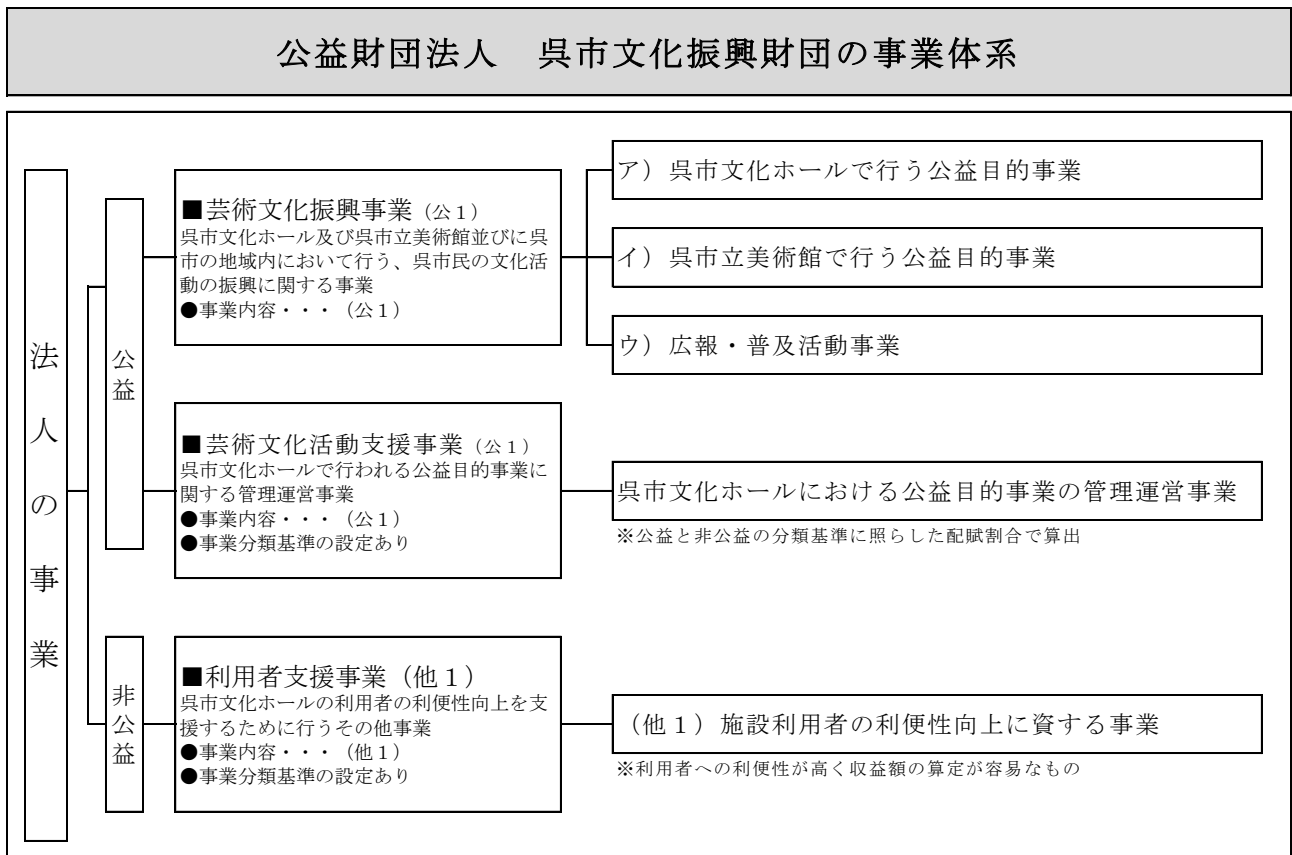 公益財団法人　呉市文化振興財団の事業体系
法人の事業
公益
■芸術文化振興事業（公１）
呉市文化ホール及び呉市立美術館並びに呉
市の地域内において行う、呉市民の文化活
動の振興に関する事業
●事業内容・・・（公１）
ア）呉市文化ホールで行う公益目的事業
イ）呉市立美術館で行う公益目的事業
ウ）広報・普及活動事業
■芸術文化活動支援事業（公１）
呉市文化ホールで行われる公益目的事業に
関する管理運営事業
●事業内容・・・（公１）
●事業分類基準の設定あり
呉市文化ホールにおける公益目的事業の管理運営事業
※公益と非公益の分類基準に照らした配賦割合で算出
非公益
■利用者支援事業（他１）
呉市文化ホールの利用者の利便性向上を支
援するために行うその他事業
●事業内容・・・（他１）
●事業分類基準の設定あり
（他１）施設利用者の利便性向上に資する事業
※利用者への利便性が高く収益額の算定が容易なもの